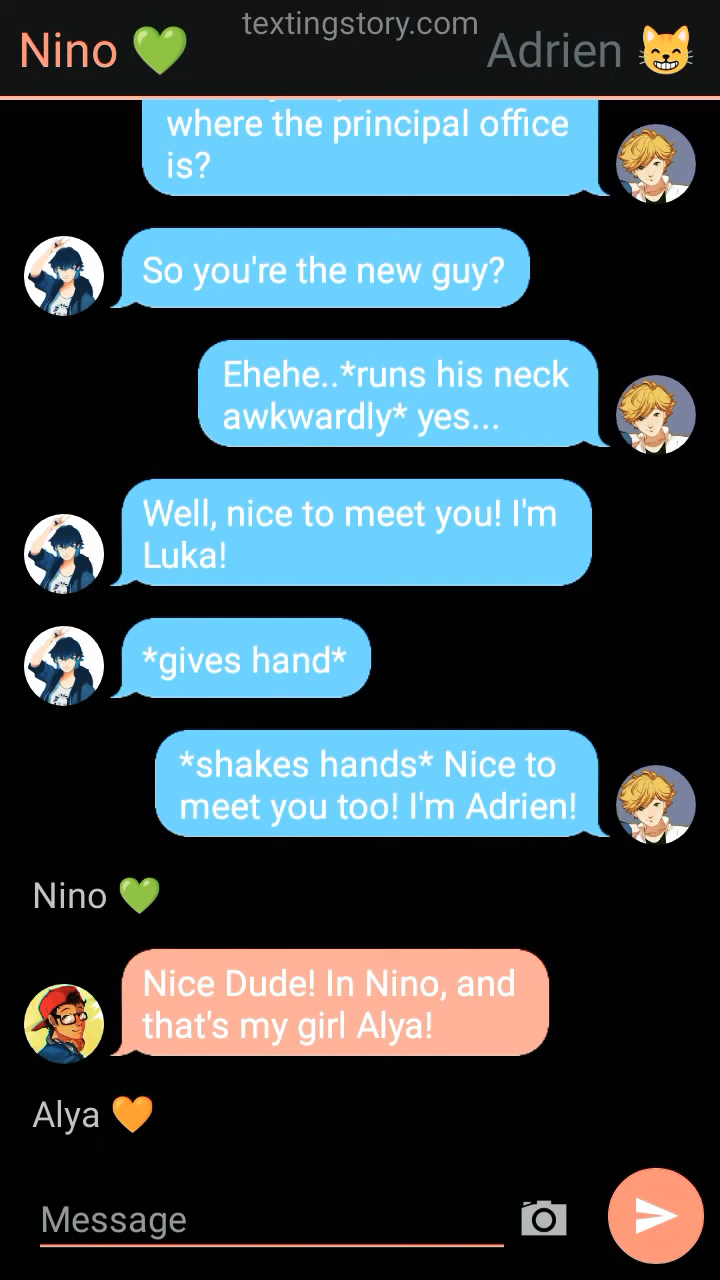 textingstory.com
Nino 💚
Adrien 😸
where the principal office
is?
So you're the new guy?
Ehehe..*runs his neck
awkwardly* yes...
Well, nice to meet you! I'm
Luka!
*gives hand*
*shakes hands* Nice to
meet you too! I'm Adrien!
Nino 💚
Nice Dude! In Nino, and
that's my girl Alya!
Alya 🧡
Message